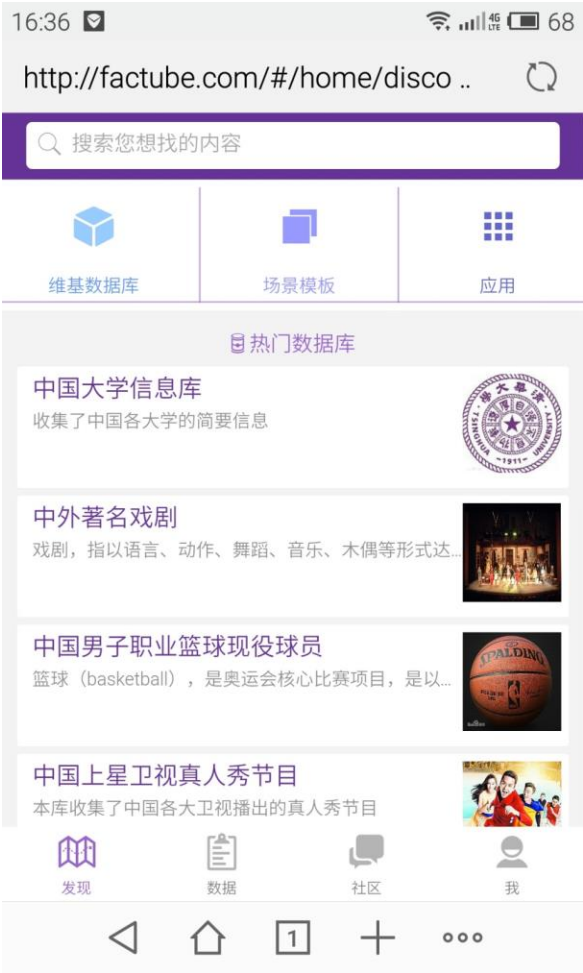 16:36
4G
LTE
68
http://factube.com/#/home/disco ..
搜索您想找的内容
维基数据库
场景模板
应用
热门数据库
中国大学信息库
收集了中国各大学的简要信息
TSINGHUA UNIVERSITY
-1911-
中外著名戏剧
戏剧，指以语言、动作、舞蹈、音乐、木偶等形式达...
中国男子职业篮球现役球员
篮球（basketball），是奥运会核心比赛项目，是以...
SPALDING
中国上星卫视真人秀节目
本库收集了中国各大卫视播出的真人秀节目
发现
数据
社区
我
1